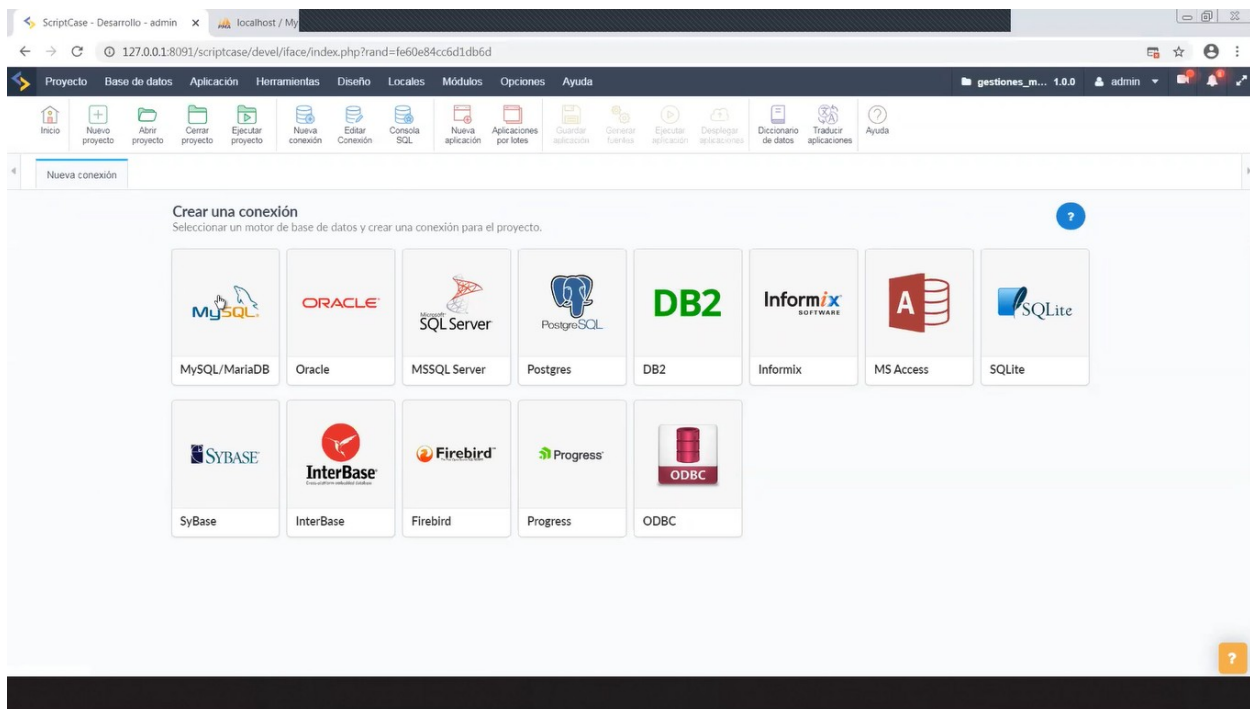 ScriptCase - Desarrollo - admin
localhost / My
127.0.0.1:8091/scriptcase/devel/iface/index.php?rand=fe60e84cc6d1db6d
Proyecto Base de datos Aplicación Herramientas Diseño Locales Módulos Opciones Ayuda gestiones_m... 1.0.0 admin
Inicio
Nuevo proyecto
Abrir proyecto
Cerrar proyecto
Ejecutar proyecto
Nueva conexión
Editar Conexión
Consola SQL
Nueva aplicación
Aplicaciones por lotes
Guardar aplicación
Generar fuentes
Ejecutar aplicación
Desplegar aplicaciones
Diccionario de datos
Traducir aplicaciones
Ayuda
Nueva conexión
Crear una conexión
Seleccionar un motor de base de datos y crear una conexión para el proyecto.
?
MySQL
ORACLE
Microsoft
SQL Server
PostgreSQL
DB2
Informix
SOFTWARE
A
SQLite
MySQL/MariaDB Oracle MSSQL Server Postgres DB2 Informix MS Access SQLite
SYBASE
InterBase
Firebird
Progress
ODBC
SyBase InterBase Firebird Progress ODBC
?